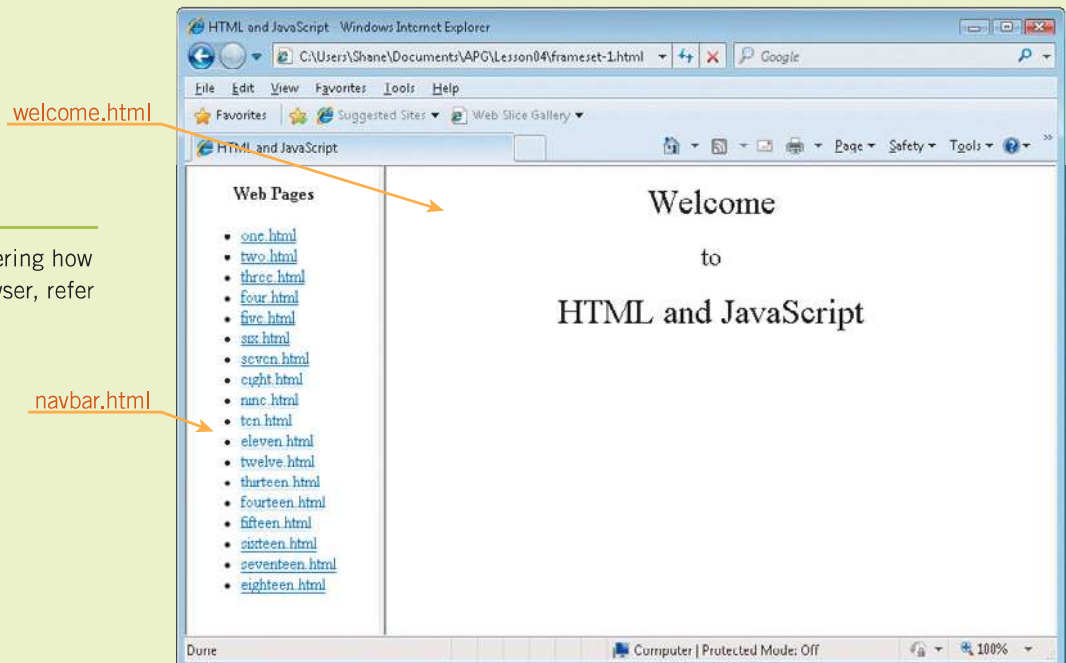 HTML and JavaScript - Windows Internet Explorer
C:\Users\Shane\Documents\APG\Lesson04\frameset-1.html
Google
File Edit View Favorites Tools Help
Favorites Suggested Sites Web Slice Gallery
HTML and JavaScript Page Safety Tools »
welcome.html
ering how
wser, refer
navbar.html
Web Pages
one.html
two.html
three.html
four.html
five.html
six.html
seven.html
eight.html
nine.html
ten.html
eleven.html
twelve.html
thirteen.html
fourteen.html
fifteen.html
sixteen.html
seventeen.html
eighteen.html
Welcome
to
HTML and JavaScript
Done Computer | Protected Mode: Off 100%